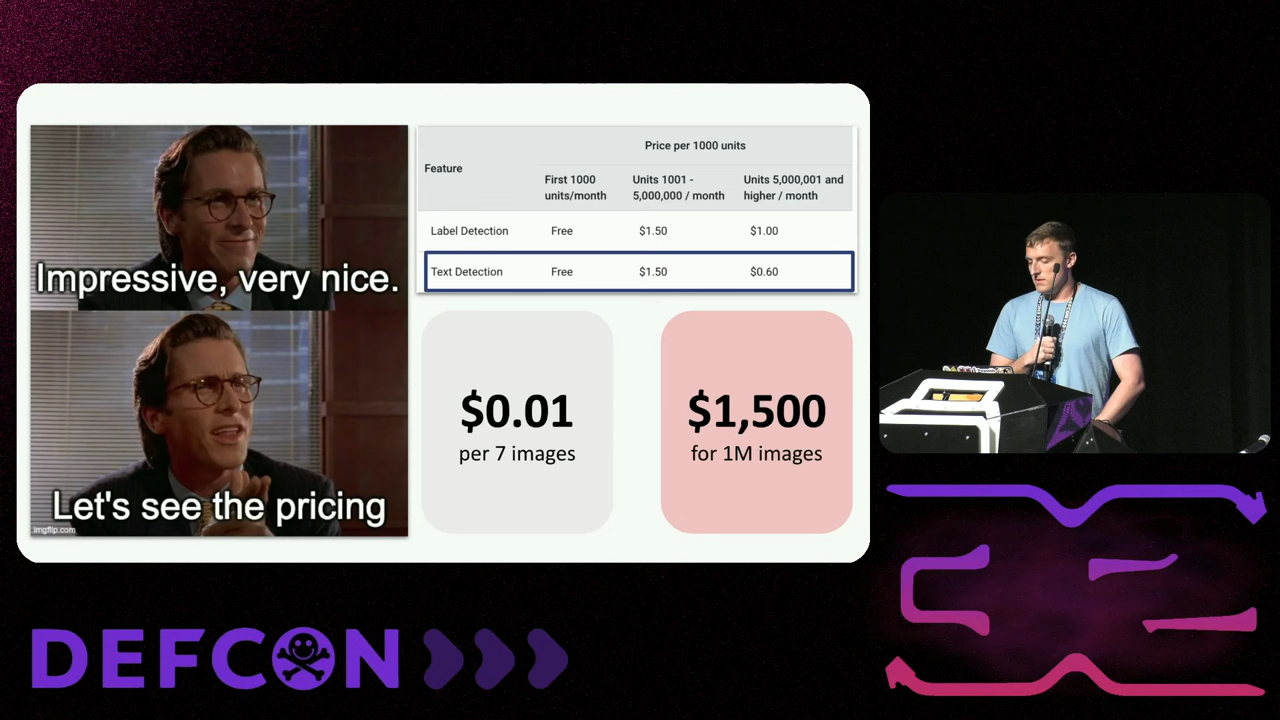 Impressive, very nice.
Let's see the pricing
imgflip.com
Price per 1000 units
Feature
First 1000 units/month
Units 1001 - 5,000,000 / month
Units 5,000,001 and higher / month
Label Detection Free $1.50 $1.00
Text Detection Free $1.50 $0.60
$0.01
per 7 images
$1,500
for 1M images
DEFCON